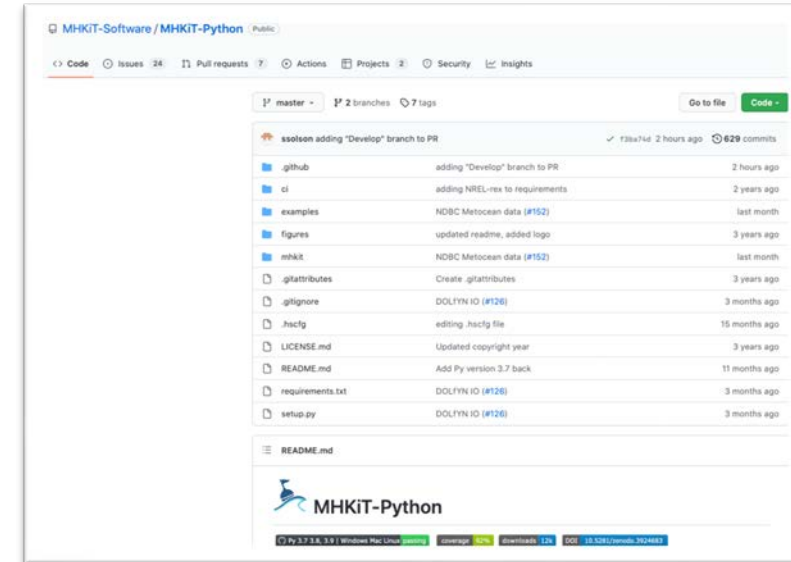 MHKiT-Software / MHKiT-Python Public
Code Issues 24 Pull requests 7 Actions Projects 2 Security Insights
master 2 branches 7 tags Go to file Code
ssolson adding "Develop" branch to PR 2 hours ago 629 commits
.github adding "Develop" branch to PR 2 hours ago
ci adding NREL-rex to requirements 2 years ago
examples NDBC Metocean data (#152) last month
figures updated readme, added logo 3 years ago
mhkit NDBC Metocean data (#152) last month
.gitattributes Create .gitattributes 3 years ago
.gitignore DOLfYN IO (#126) 3 months ago
.hscfg editing .hscfg file 15 months ago
LICENSE.md Updated copyright year 3 years ago
README.md Add Py version 3.7 back 11 months ago
requirements.txt DOLfYN IO (#126) 3 months ago
setup.py DOLfYN IO (#126) 3 months ago
README.md
MHKiT-Python
Py 3.7 3.8, 3.9 | Windows Mac Linux passing coverage 92% downloads 12k DOI 10.5281/zenodo.3924683